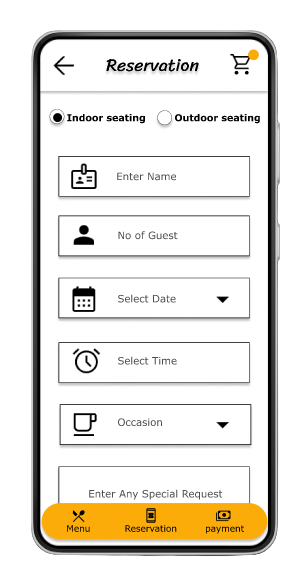 Reservation
Indoor seating Outdoor seating
Enter Name
No of Guest
Select Date
Select Time
Occasion
Enter Any Special Request
Menu Reservation payment